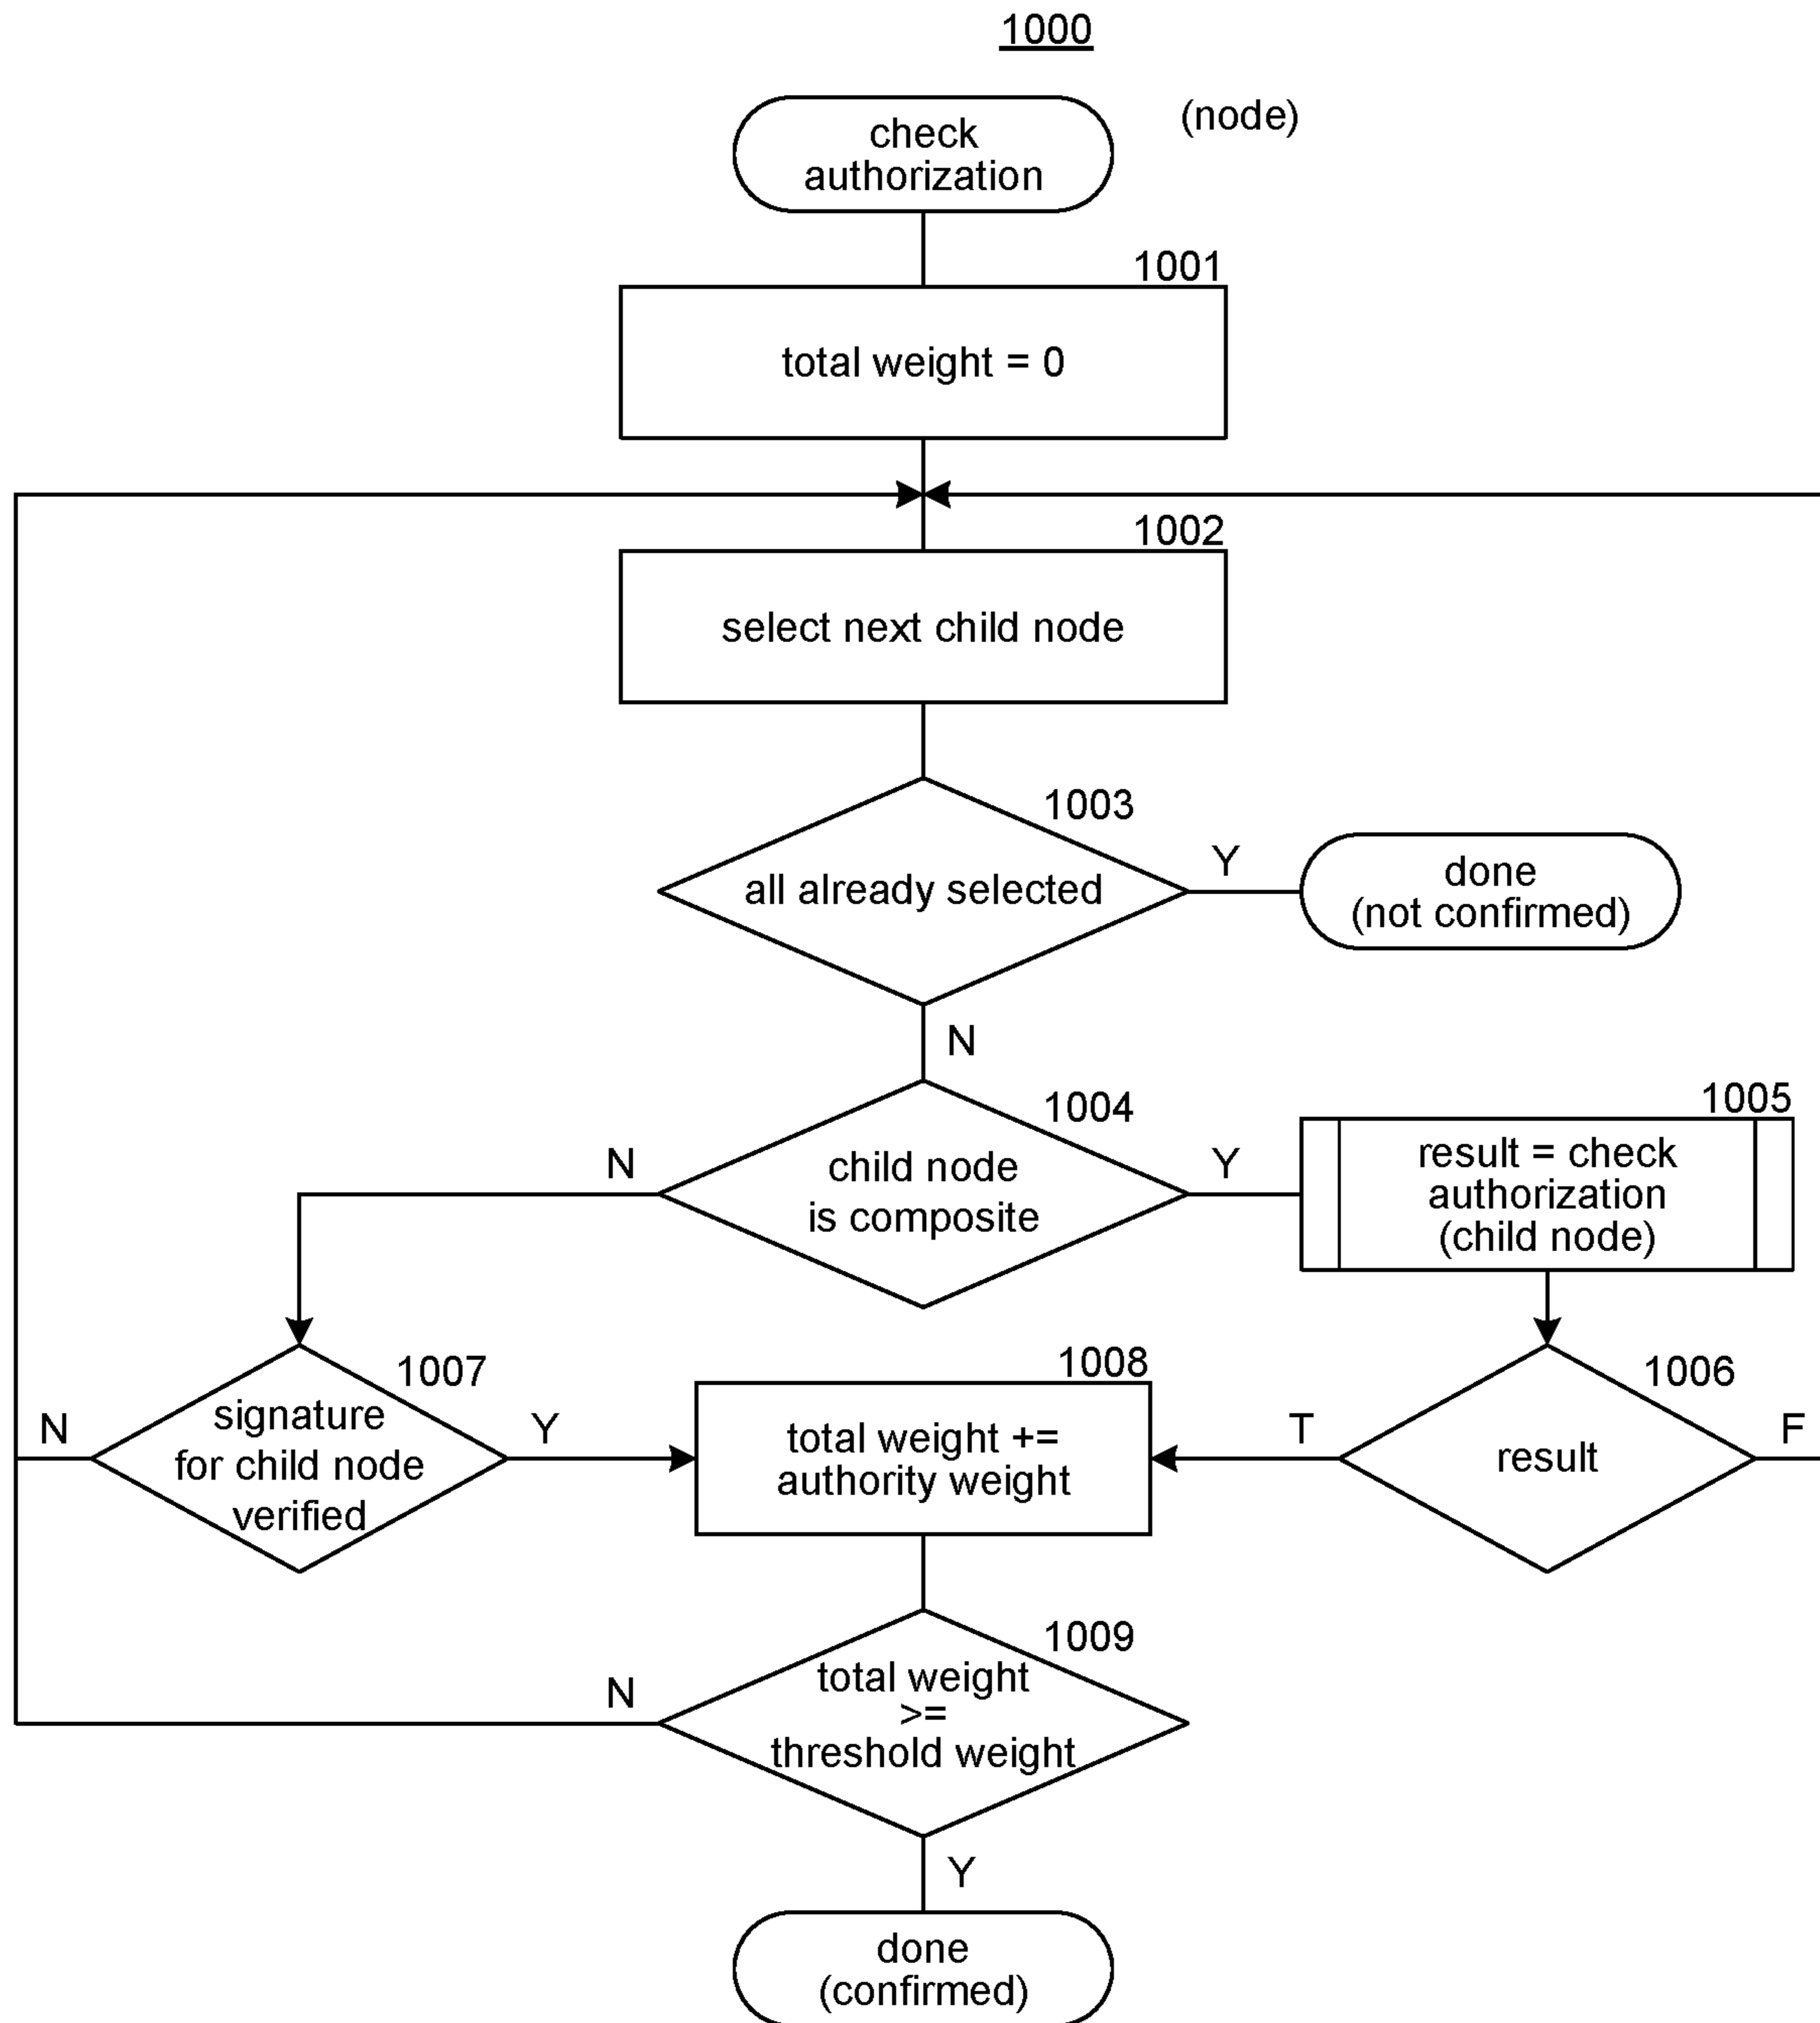 1000
(node)
check
authorization
1001
total weight = 0
1002
select next child node
1003
all already selected
Y
done
(not confirmed)
N
1004
child node
is composite
N
Y
1005
result = check
authorization
(child node)
1007
signature
for child node
verified
N
Y
1008
total weight +=
authority weight
1006
result
T
F
1009
total weight
>=
threshold weight
N
Y
done
(confirmed)